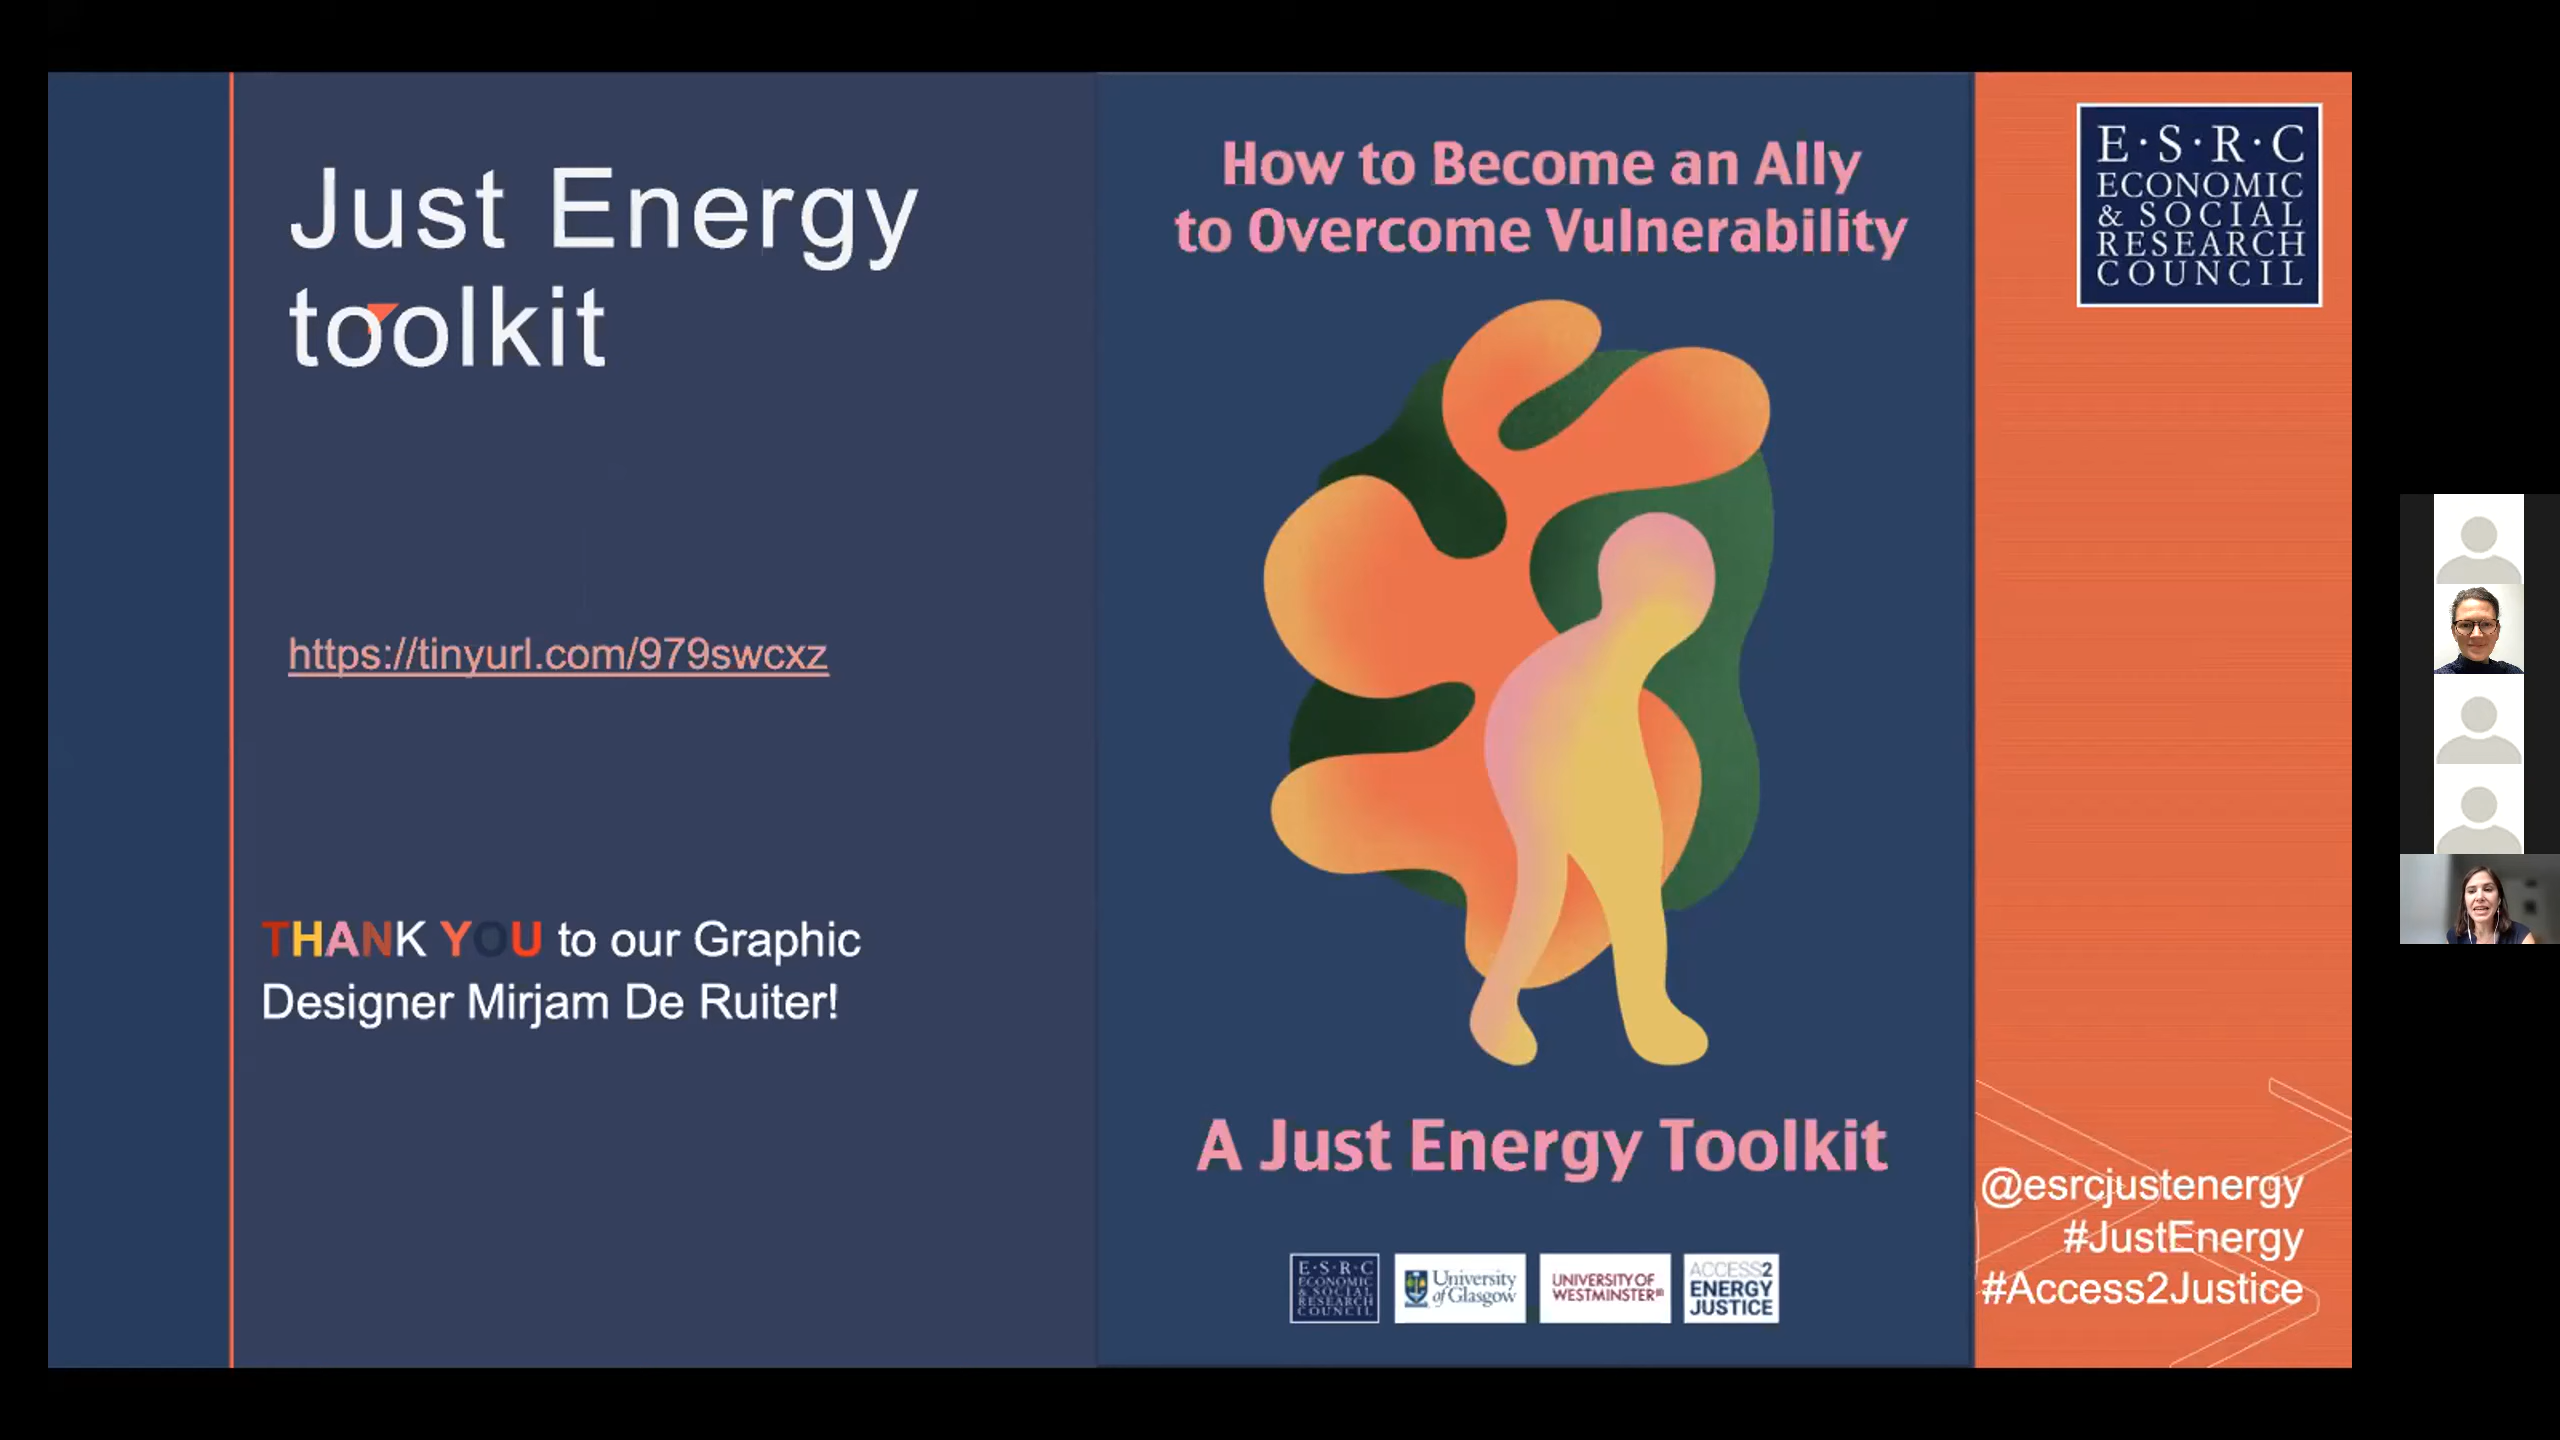 Just Energy
toolkit
https://tinyurl.com/979swcxz
THANK YOU to our Graphic
Designer Mirjam De Ruiter!
How to Become an Ally
to Overcome Vulnerability
A Just Energy Toolkit
E·S·R·C
ECONOMIC
& SOCIAL
RESEARCH
COUNCIL
University
of Glasgow
UNIVERSITY OF
WESTMINSTER
ACCESS2
ENERGY
JUSTICE
E·S·R·C
ECONOMIC
& SOCIAL
RESEARCH
COUNCIL
@esrcjustenergy
#JustEnergy
#Access2Justice